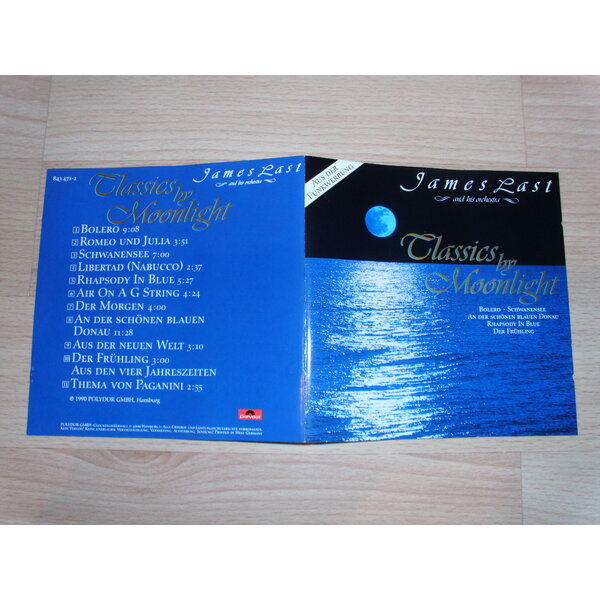 843 471-2
James Last
and his orchestra
Classics by
Moonlight
1 BOLERO 9:08
2 ROMEO UND JULIA 3:51
3 SCHWANENSEE 7:00
4 LIBERTAD (NABUCCO) 2:37
5 RHAPSODY IN BLUE 5:27
6 AIR ON A G STRING 4:24
7 DER MORGEN 4:00
8 AN DER SCHÖNEN BLAUEN
DONAU 11:28
9 AUS DER NEUEN WELT 3:10
10 DER FRÜHLING 3:00
AUS DEN VIER JAHRESZEITEN
11 THEMA VON PAGANINI 2:55
℗ 1990 POLYDOR GMBH, Hamburg
Polydor
AUS DER
FUNKWERBUNG
James Last
and his orchestra
Classics by
Moonlight
BOLERO · SCHWANENSEE
AN DER SCHÖNEN BLAUEN DONAU
RHAPSODY IN BLUE
DER FRÜHLING